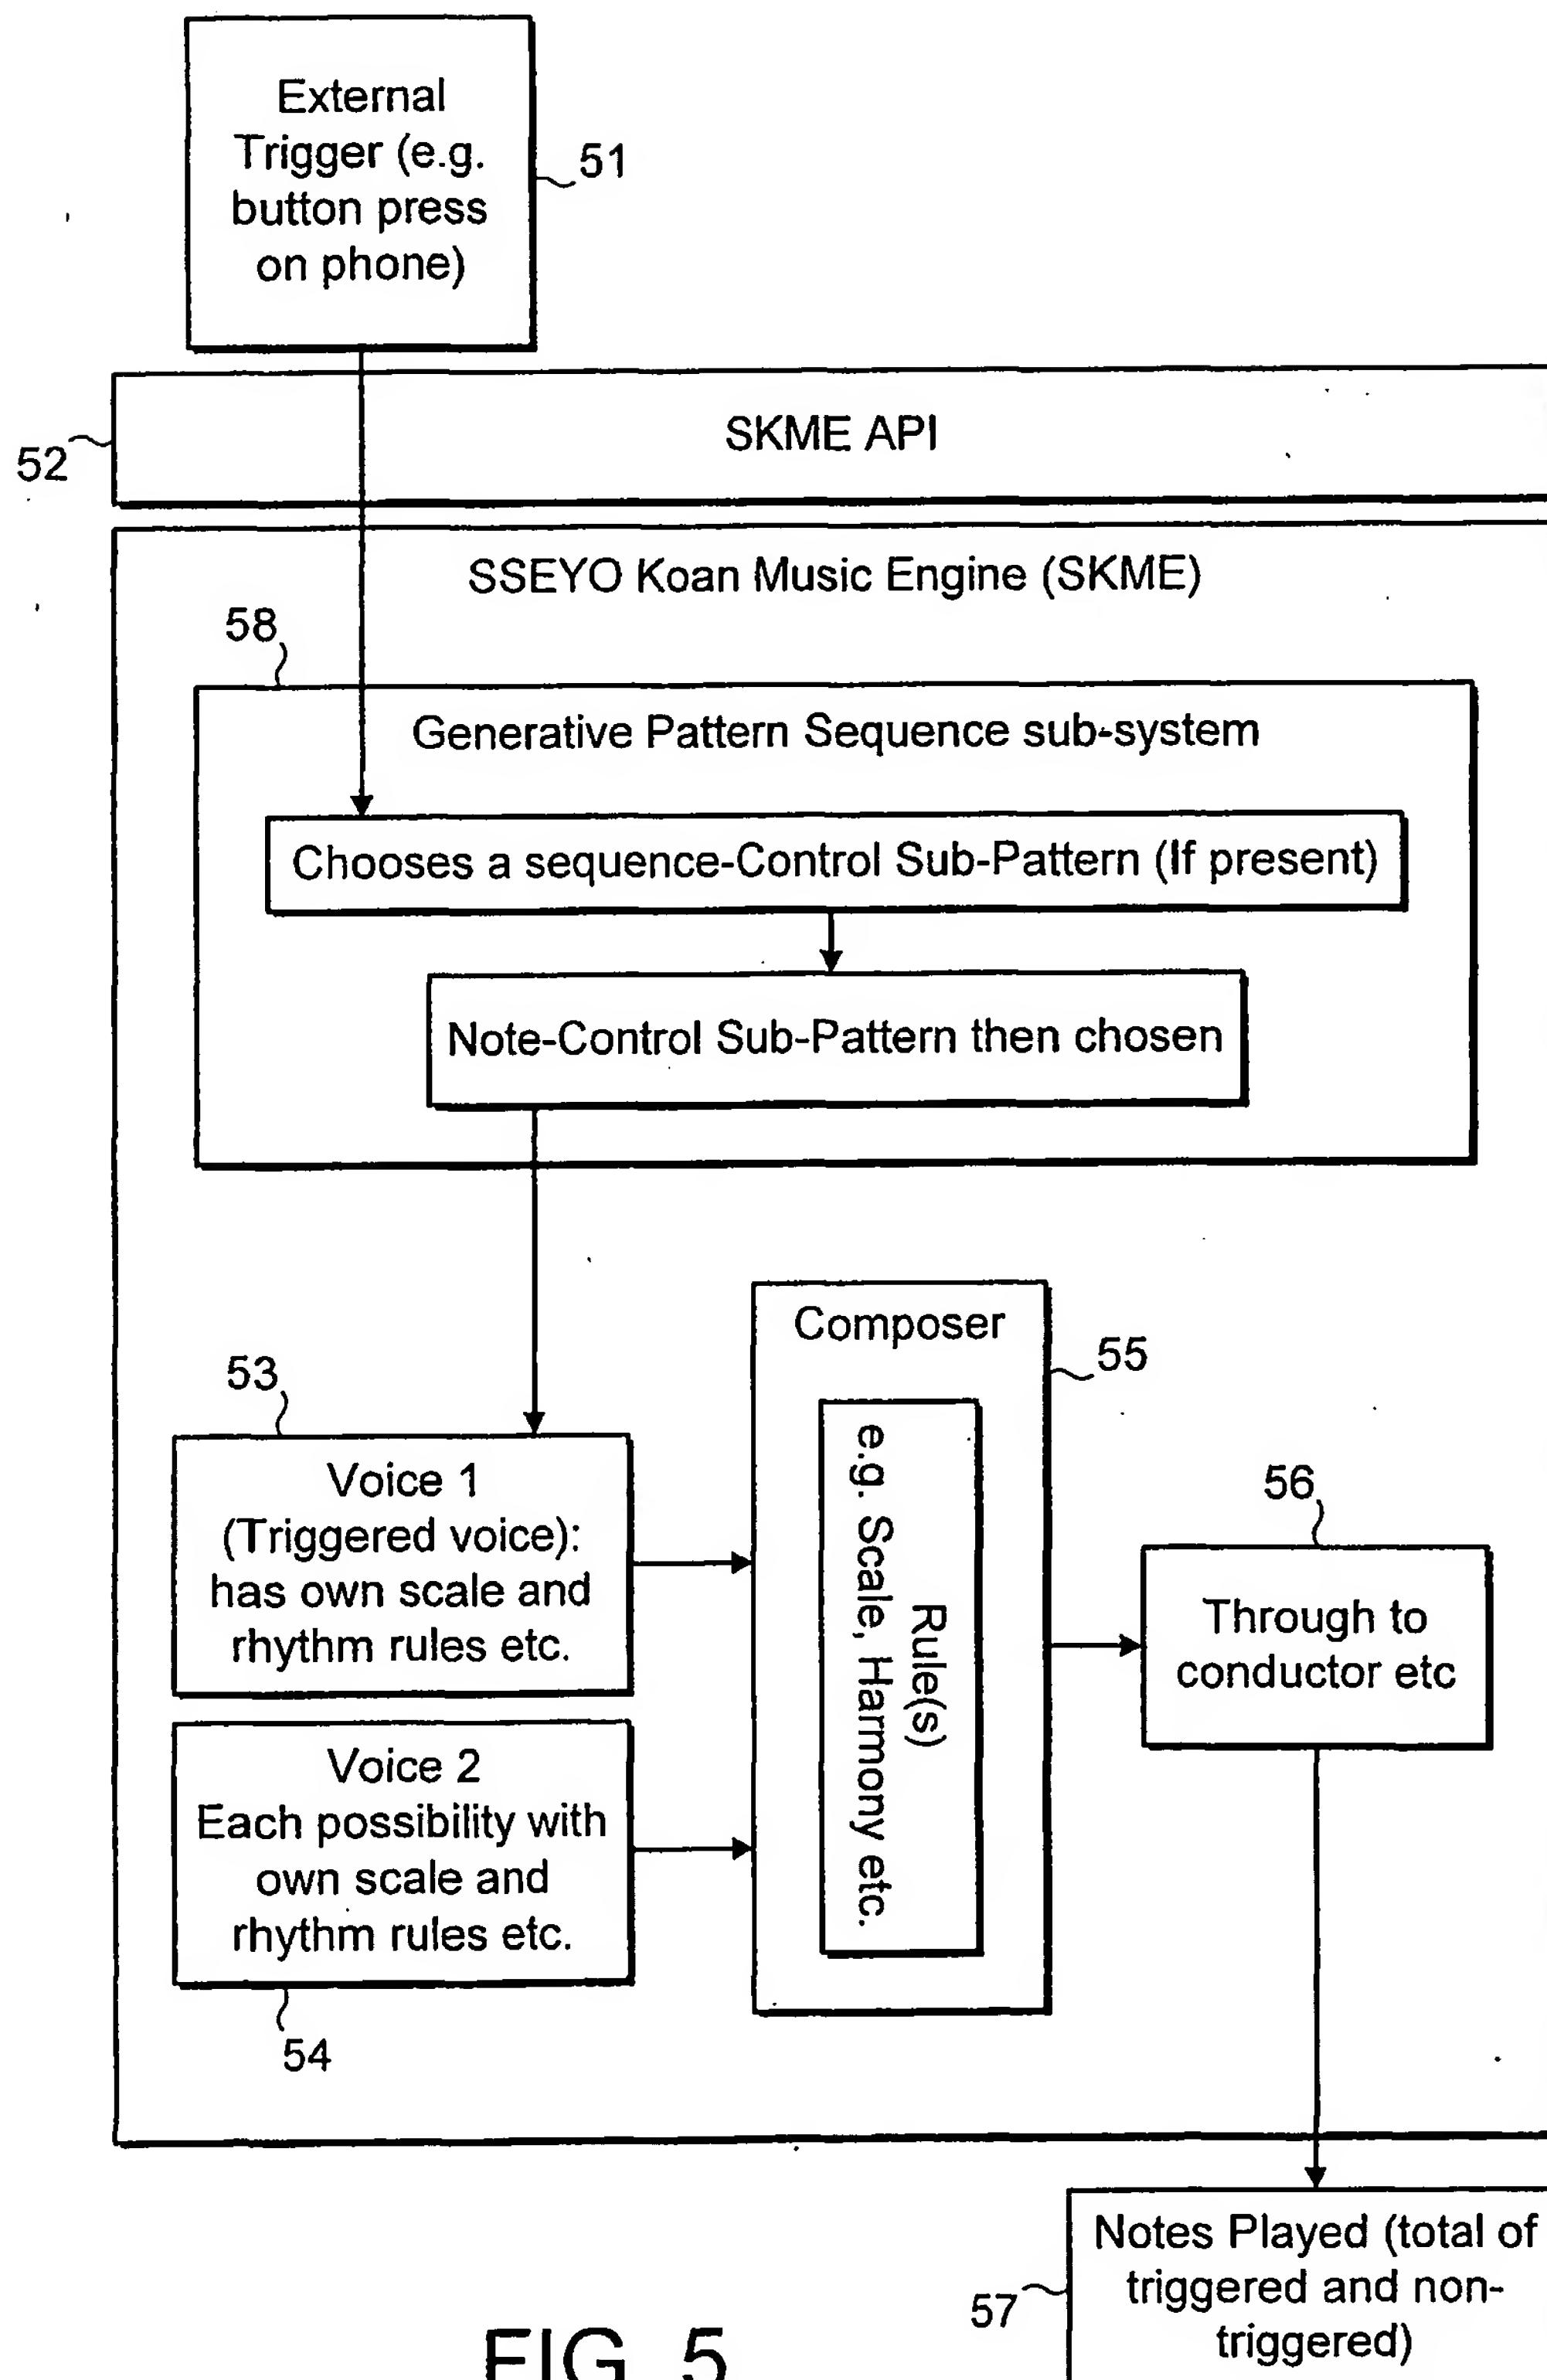 External
Trigger (e.g.
button press
on phone)
51
SKME API
52
SSEYO Koan Music Engine (SKME)
58
Generative Pattern Sequence sub-system
Chooses a sequence-Control Sub-Pattern (If present)
Note-Control Sub-Pattern then chosen
53
Voice 1
(Triggered voice):
has own scale and
rhythm rules etc.
Voice 2
Each possibility with
own scale and
rhythm rules etc.
54
Composer
55
Rule(s)
e.g. Scale, Harmony etc.
56
Through to
conductor etc
Notes Played (total of
triggered and non-
triggered)
57
FIG. 5